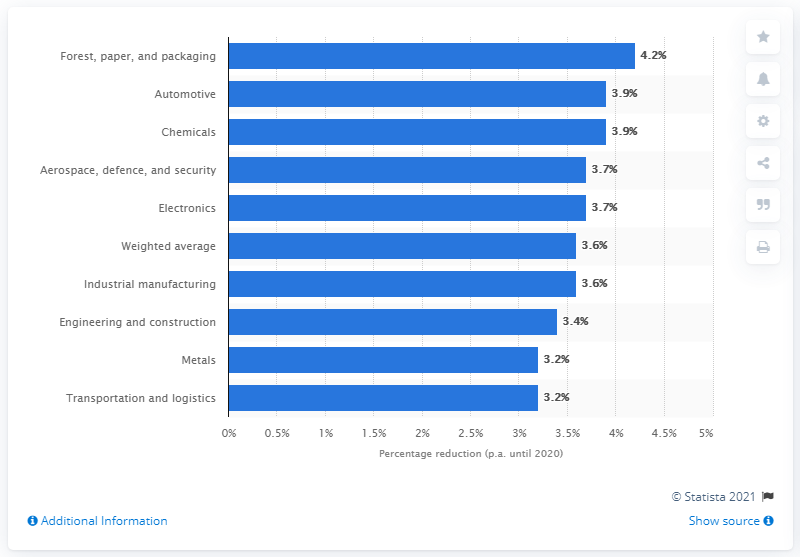 Forest, paper, and packaging 4.2%
Automotive 3.9%
Chemicals 3.9%
Aerospace, defence, and security 3.7%
Electronics 3.7%
Weighted average 3.6%
Industrial manufacturing 3.6%
Engineering and construction 3.4%
Metals 3.2%
Transportation and logistics 3.2%
0% 0.5% 1% 1.5% 2% 2.5% 3% 3.5% 4% 4.5% 5%
Percentage reduction (p.a. until 2020)
© Statista 2021
Additional Information Show source